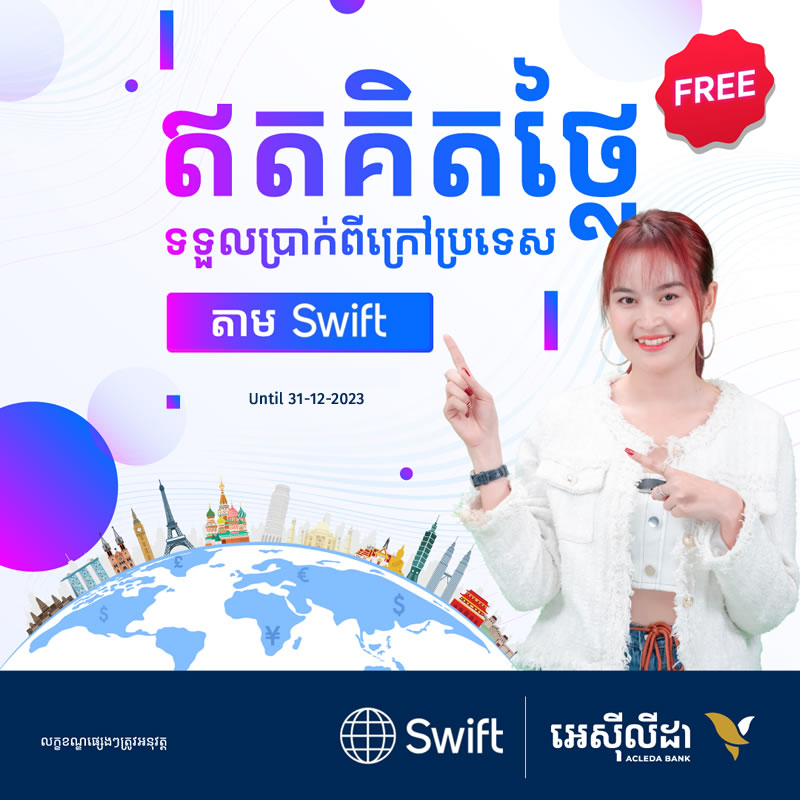 FREE
ឥតគិតថ្លៃ
ទទួលប្រាក់ពីក្រៅប្រទេស
តាម Swift
Until 31-12-2023
£
€
$
$
¥
លក្ខខណ្ឌផ្សេងៗត្រូវអនុវត្ត
Swift
អេស៊ីលីដា
ACLEDA BANK